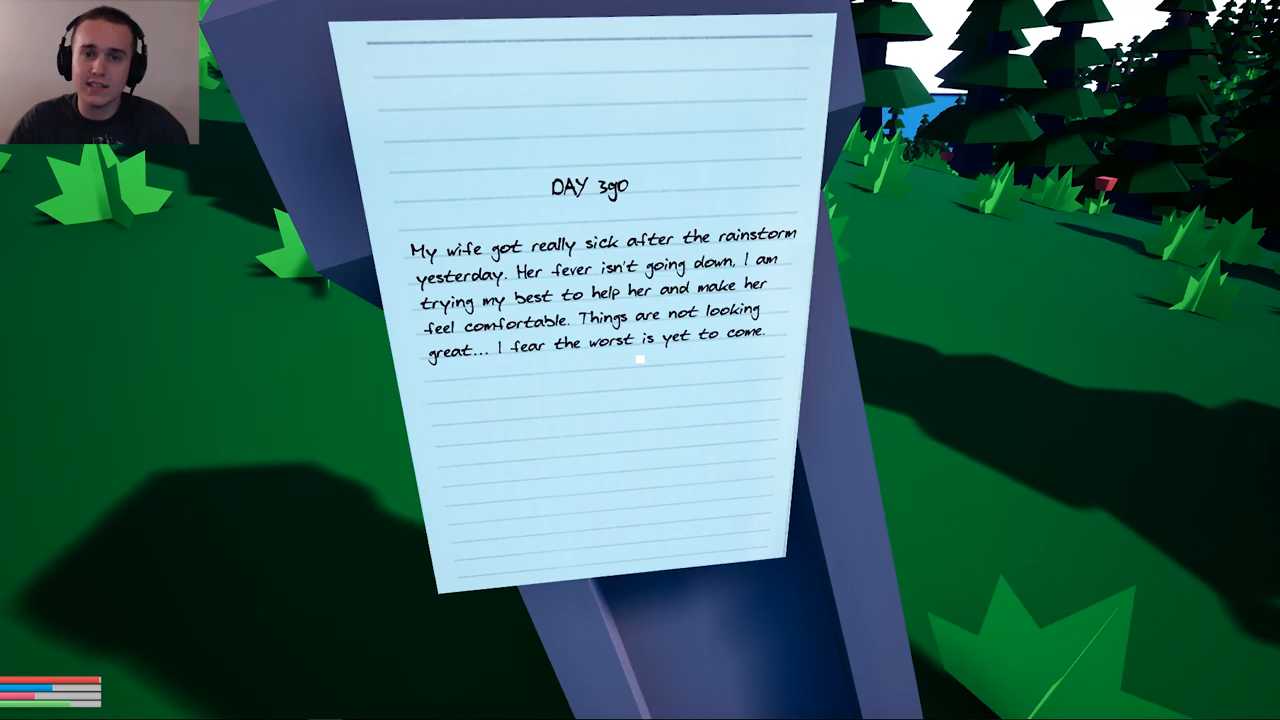 DAY 390
My wife got really sick after the rainstorm
yesterday. Her fever isn't going down, I am
trying my best to help her and make her
feel comfortable. Things are not looking
great... I fear the worst is yet to come.